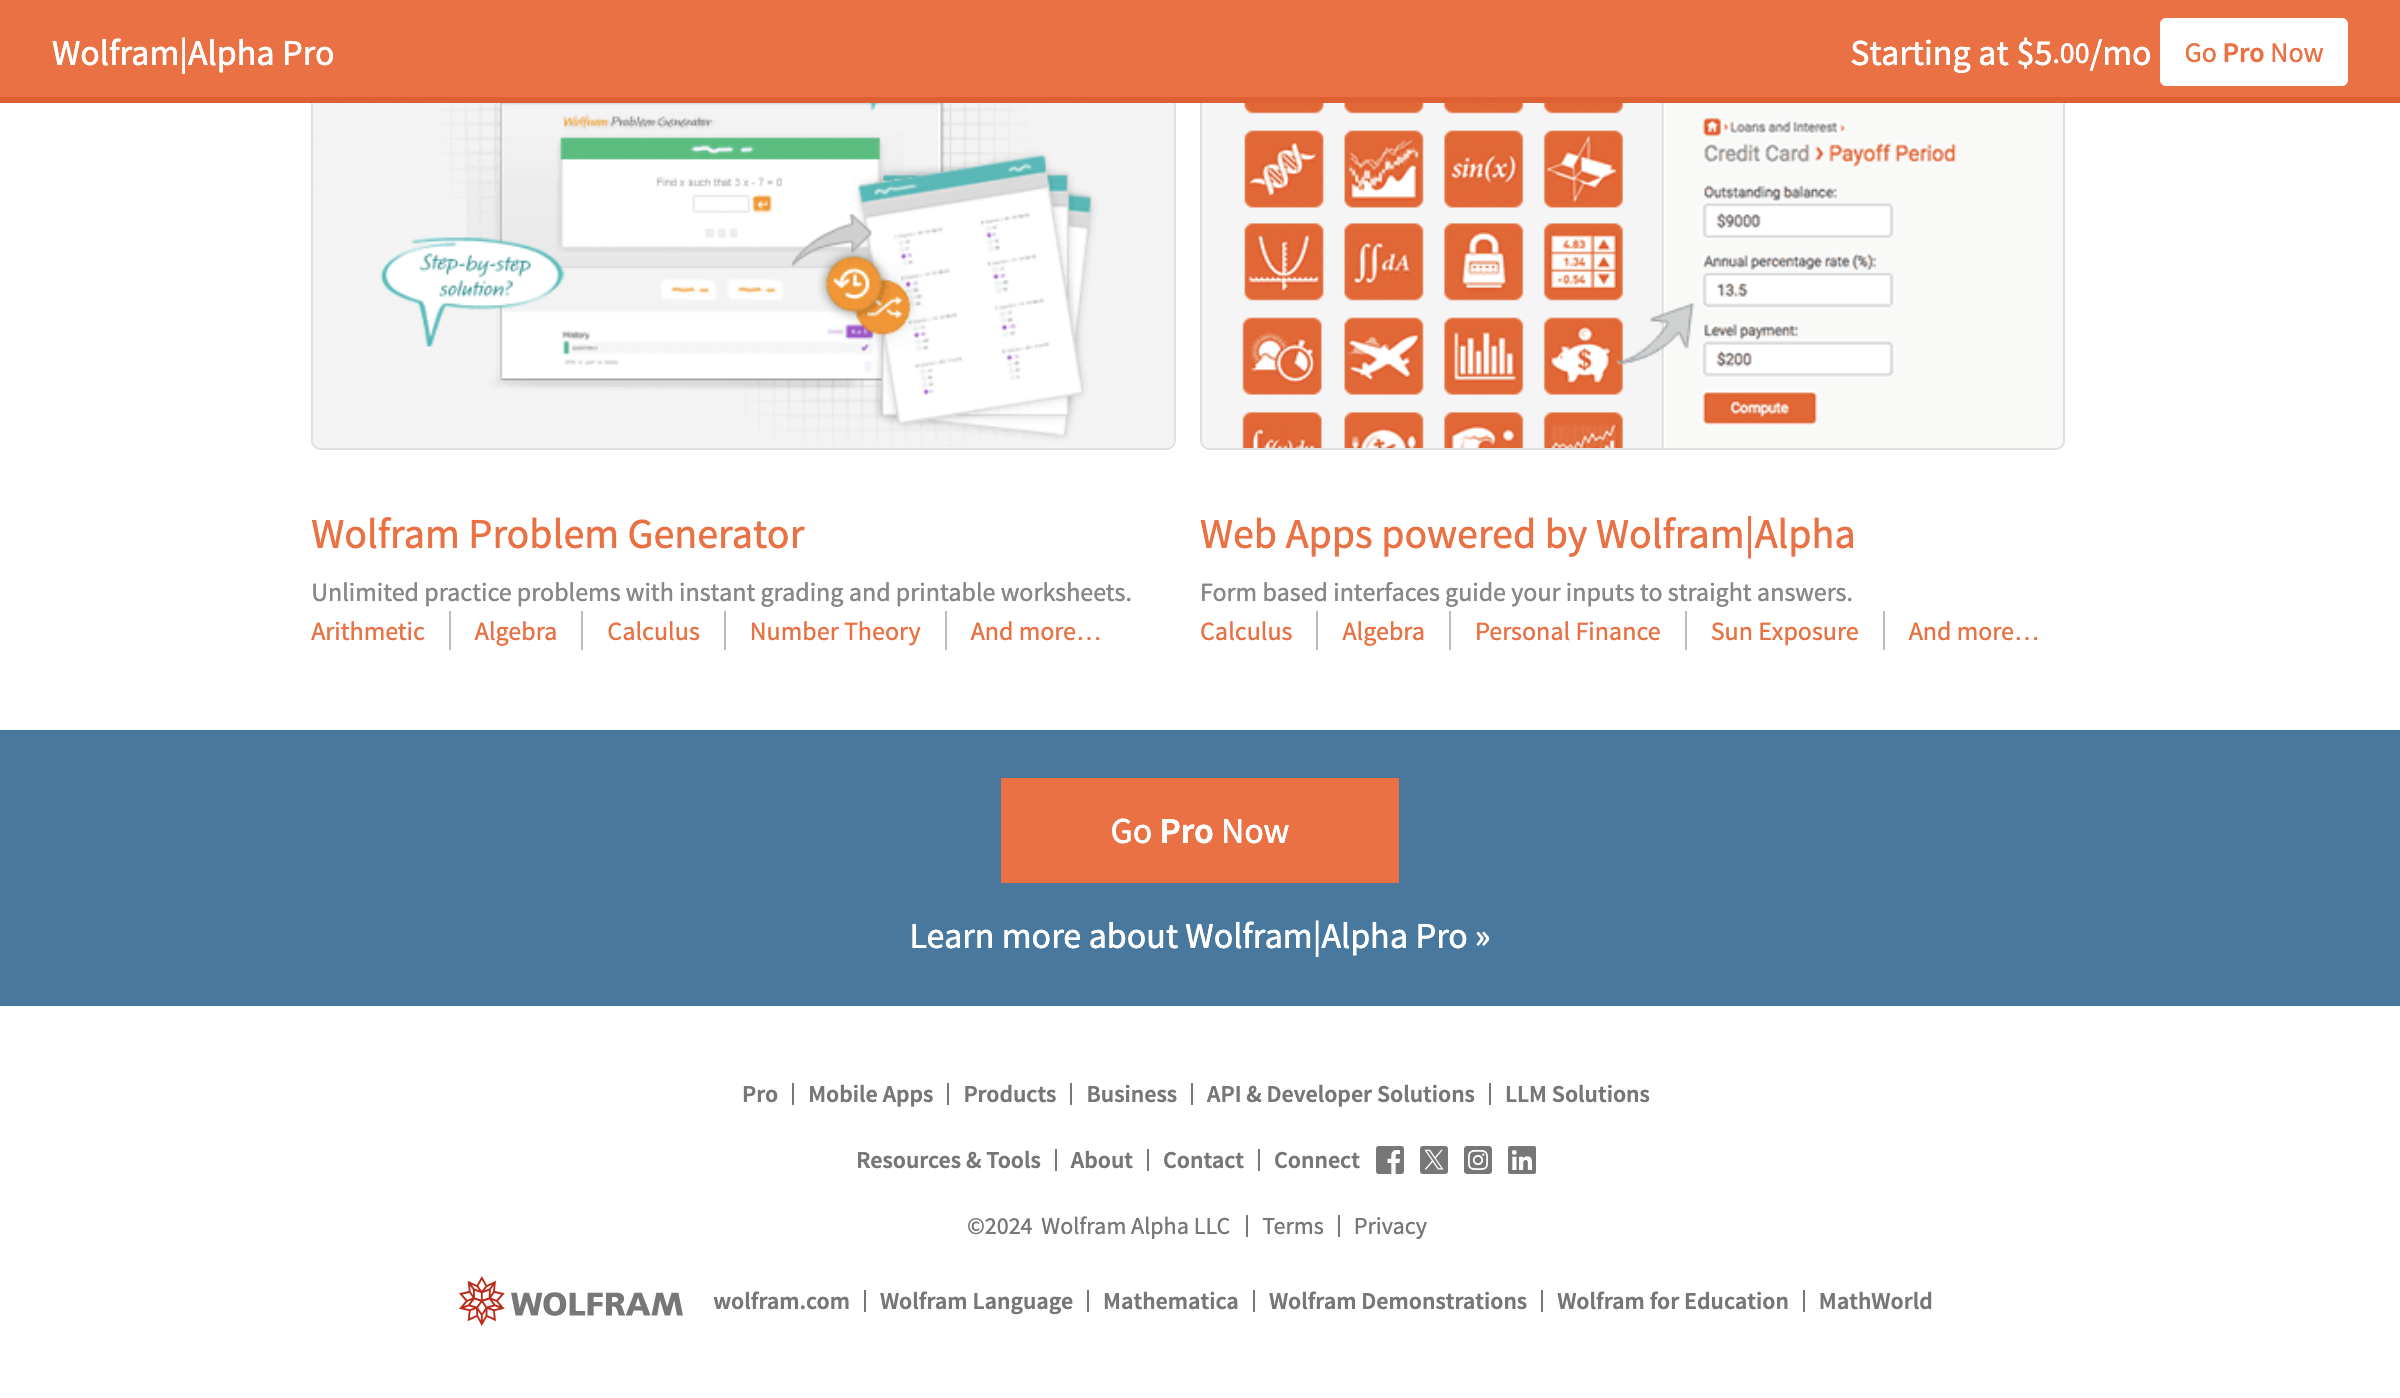 Wolfram|Alpha Pro
Starting at $5.00/mo
Go Pro Now
Wolfram Problem Generator
Find x such that 3 x - 7 = 0
Step-by-step
solution?
History
sin(x)
∫∫dA
4.83
1.34
-0.54
$
Loans and Interest ›
Credit Card › Payoff Period
Outstanding balance:
$9000
Annual percentage rate (%):
13.5
Level payment:
$200
Compute
Wolfram Problem Generator
Unlimited practice problems with instant grading and printable worksheets.
Arithmetic | Algebra | Calculus | Number Theory | And more…
Web Apps powered by Wolfram|Alpha
Form based interfaces guide your inputs to straight answers.
Calculus | Algebra | Personal Finance | Sun Exposure | And more…
Go Pro Now
Learn more about Wolfram|Alpha Pro »
Pro | Mobile Apps | Products | Business | API & Developer Solutions | LLM Solutions
Resources & Tools | About | Contact | Connect
©2024 Wolfram Alpha LLC | Terms | Privacy
WOLFRAM wolfram.com | Wolfram Language | Mathematica | Wolfram Demonstrations | Wolfram for Education | MathWorld